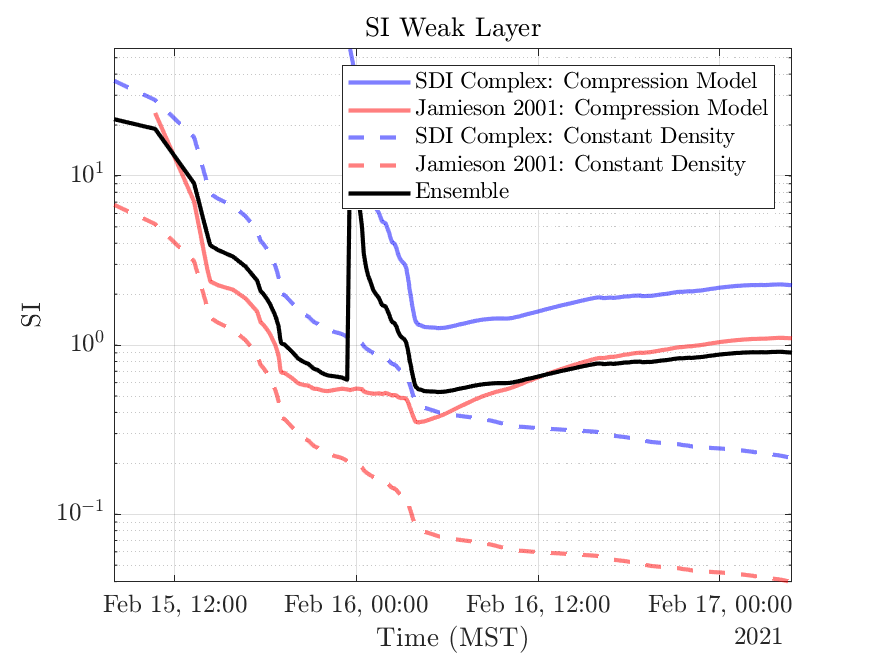 SI Weak Layer
SDI Complex: Compression Model
Jamieson 2001: Compression Model
SDI Complex: Constant Density
Jamieson 2001: Constant Density
Ensemble
10^1
10^0
10^-1
SI
Feb 15, 12:00 Feb 16, 00:00 Feb 16, 12:00 Feb 17, 00:00
Time (MST)
2021